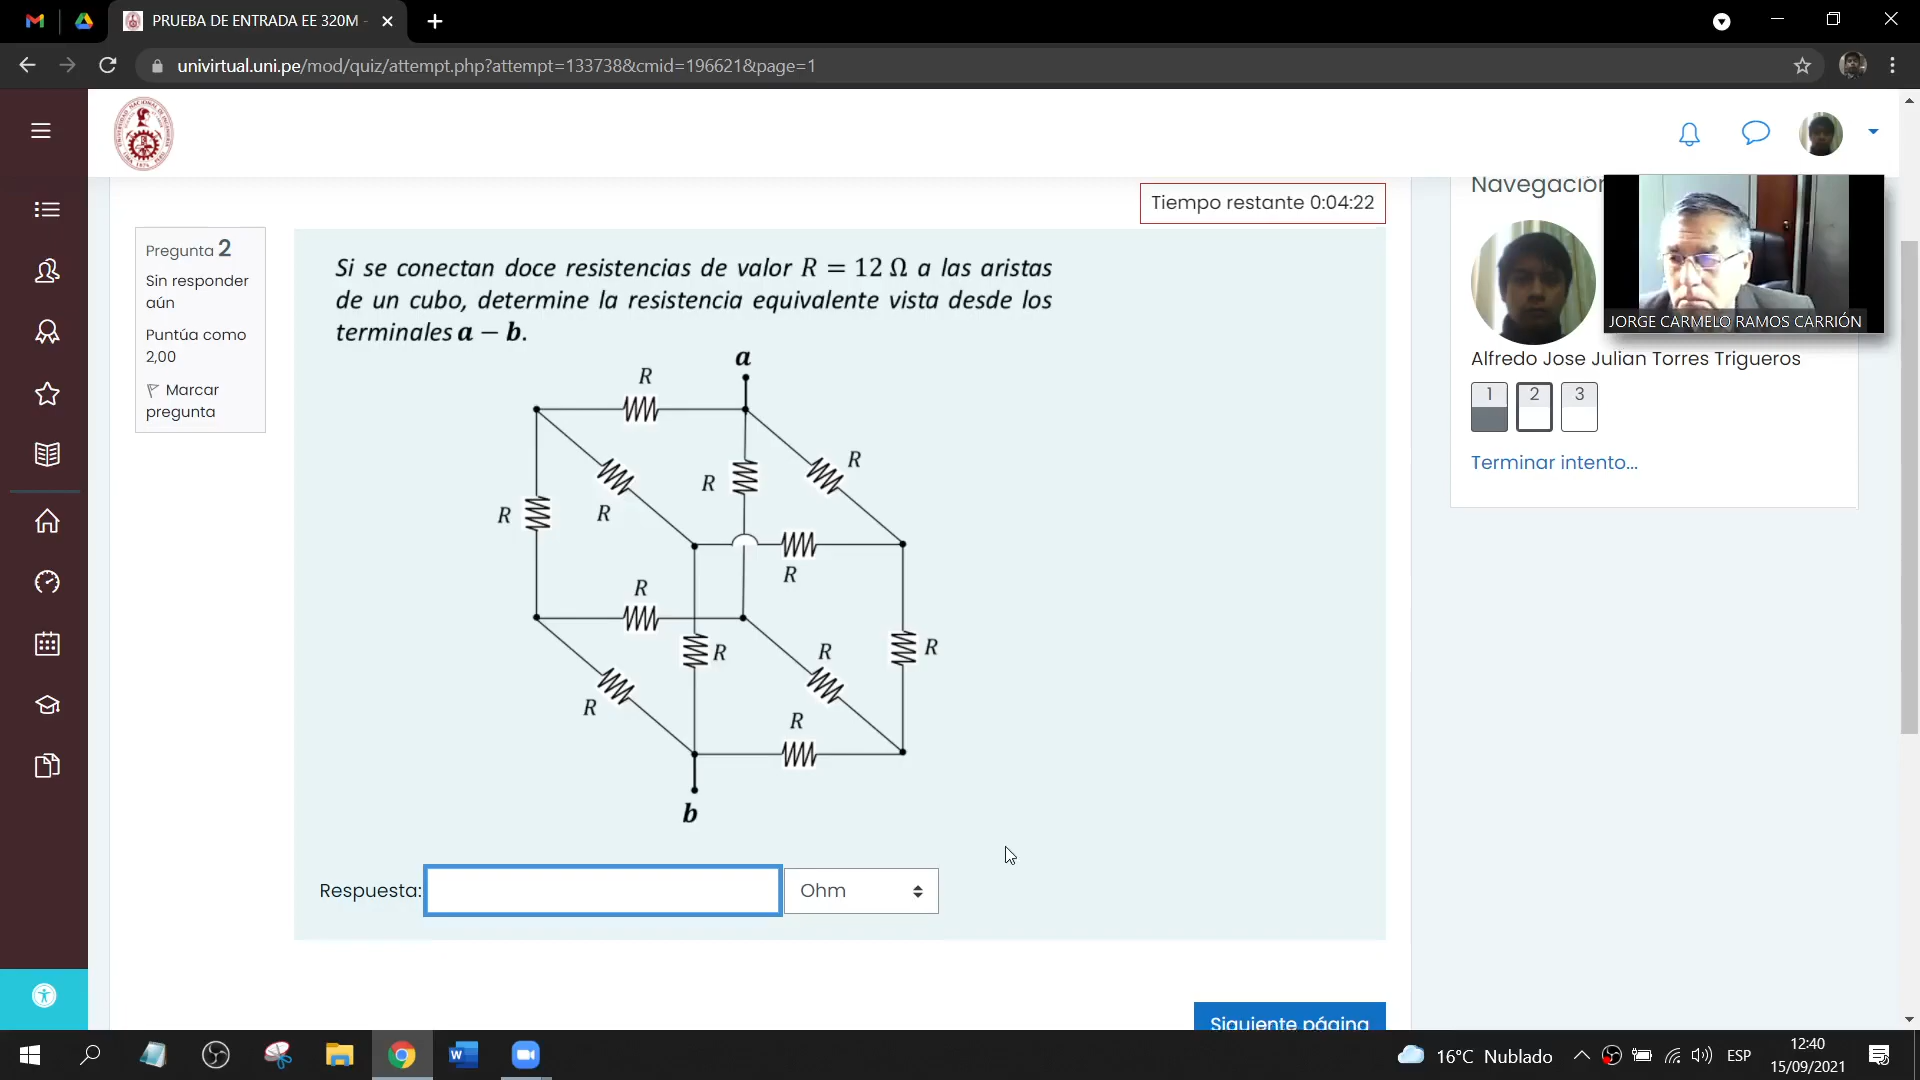 PRUEBA DE ENTRADA EE 320M -
univirtual.uni.pe/mod/quiz/attempt.php?attempt=133738&cmid=196621&page=1
Tiempo restante 0:04:22
Navegación
JORGE CARMELO RAMOS CARRIÓN
Alfredo Jose Julian Torres Trigueros
1 2 3
Terminar intento...
Pregunta 2
Sin responder
aún
Puntúa como
2,00
Marcar
pregunta
Si se conectan doce resistencias de valor R = 12 Ω a las aristas
de un cubo, determine la resistencia equivalente vista desde los
terminales a − b.
a
R
R
R
R
R
R
R
R
R
R
R
R
b
Respuesta:
Ohm
Siguiente página
16°C Nublado
ESP
12:40
15/09/2021